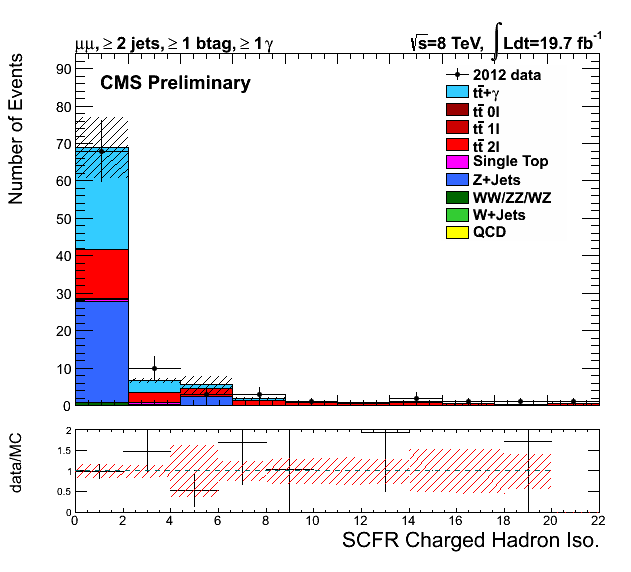 μμ, ≥ 2 jets, ≥ 1 btag, ≥ 1 γ
√s=8 TeV, ∫ Ldt=19.7 fb⁻¹
CMS Preliminary
Number of Events
90
80
70
60
50
40
30
20
10
0
2012 data
tt̄+γ
tt̄ 0l
tt̄ 1l
tt̄ 2l
Single Top
Z+Jets
WW/ZZ/WZ
W+Jets
QCD
data/MC
2
1.5
1
0.5
0
0 2 4 6 8 10 12 14 16 18 20 22
SCFR Charged Hadron Iso.